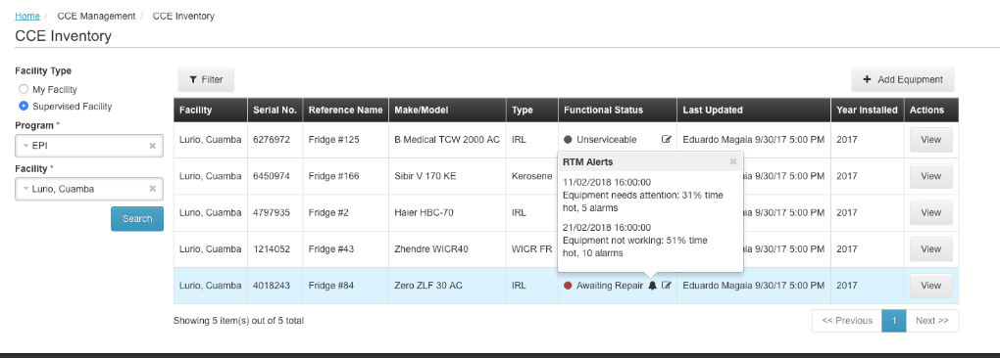 Home / CCE Management / CCE Inventory
CCE Inventory
Facility Type
My Facility
Supervised Facility
Program *
EPI
Facility *
Lurio, Cuamba
Search
Filter
Add Equipment
Facility Serial No. Reference Name Make/Model Type Functional Status Last Updated Year Installed Actions
Lurio, Cuamba 6276972 Fridge #125 B Medical TCW 2000 AC IRL Unserviceable Eduardo Magaia 9/30/17 5:00 PM 2017 View
Lurio, Cuamba 6450974 Fridge #166 Sibir V 170 KE Kerosene aia 9/30/17 5:00 PM 2017 View
Lurio, Cuamba 4797935 Fridge #2 Haier HBC-70 IRL aia 9/30/17 5:00 PM 2017 View
Lurio, Cuamba 1214052 Fridge #43 Zhendre WICR40 WICR FR aia 9/30/17 5:00 PM 2017 View
Lurio, Cuamba 4018243 Fridge #84 Zero ZLF 30 AC IRL Awaiting Repair Eduardo Magaia 9/30/17 5:00 PM 2017 View
RTM Alerts
11/02/2018 16:00:00
Equipment needs attention: 31% time
hot, 5 alarms
21/02/2018 16:00:00
Equipment not working: 51% time
hot, 10 alarms
Showing 5 item(s) out of 5 total
<< Previous 1 Next >>